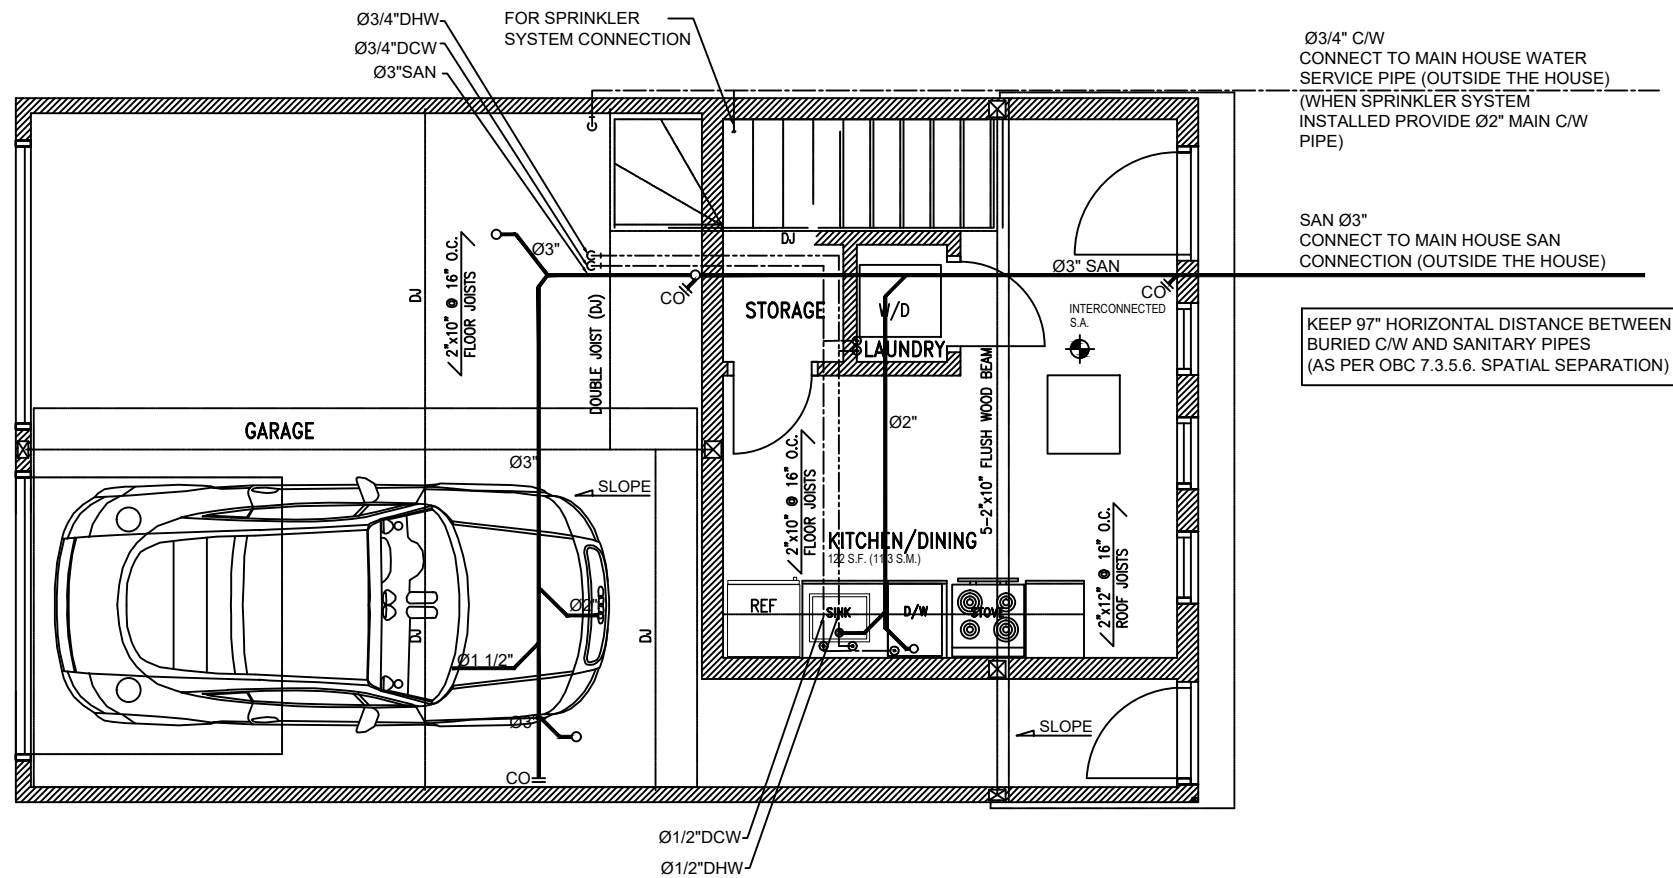 Ø3/4"DHW
Ø3/4"DCW
Ø3"SAN
FOR SPRINKLER
SYSTEM CONNECTION
Ø3/4" C/W
CONNECT TO MAIN HOUSE WATER
SERVICE PIPE (OUTSIDE THE HOUSE)
(WHEN SPRINKLER SYSTEM
INSTALLED PROVIDE Ø2" MAIN C/W
PIPE)
SAN Ø3"
CONNECT TO MAIN HOUSE SAN
CONNECTION (OUTSIDE THE HOUSE)
KEEP 97" HORIZONTAL DISTANCE BETWEEN
BURIED C/W AND SANITARY PIPES
(AS PER OBC 7.3.5.6. SPATIAL SEPARATION)
DJ
Ø3"
2"x10" @ 16" O.C.
FLOOR JOISTS
DJ
DOUBLE JOIST (DJ)
CO
STORAGE
W/D
LAUNDRY
Ø3" SAN
CO
INTERCONNECTED
S.A.
GARAGE
Ø3"
SLOPE
Ø2"
2"x10" @ 16" O.C.
FLOOR JOISTS
5-2"x10" FLUSH WOOD BEAM
KITCHEN/DINING
122 S.F. (11.3 S.M.)
2"x12" @ 16" O.C.
ROOF JOISTS
REF
SINK
D/W
STOVE
Ø2"
DJ
DJ
Ø1 1/2"
Ø3"
CO
SLOPE
Ø1/2"DCW
Ø1/2"DHW